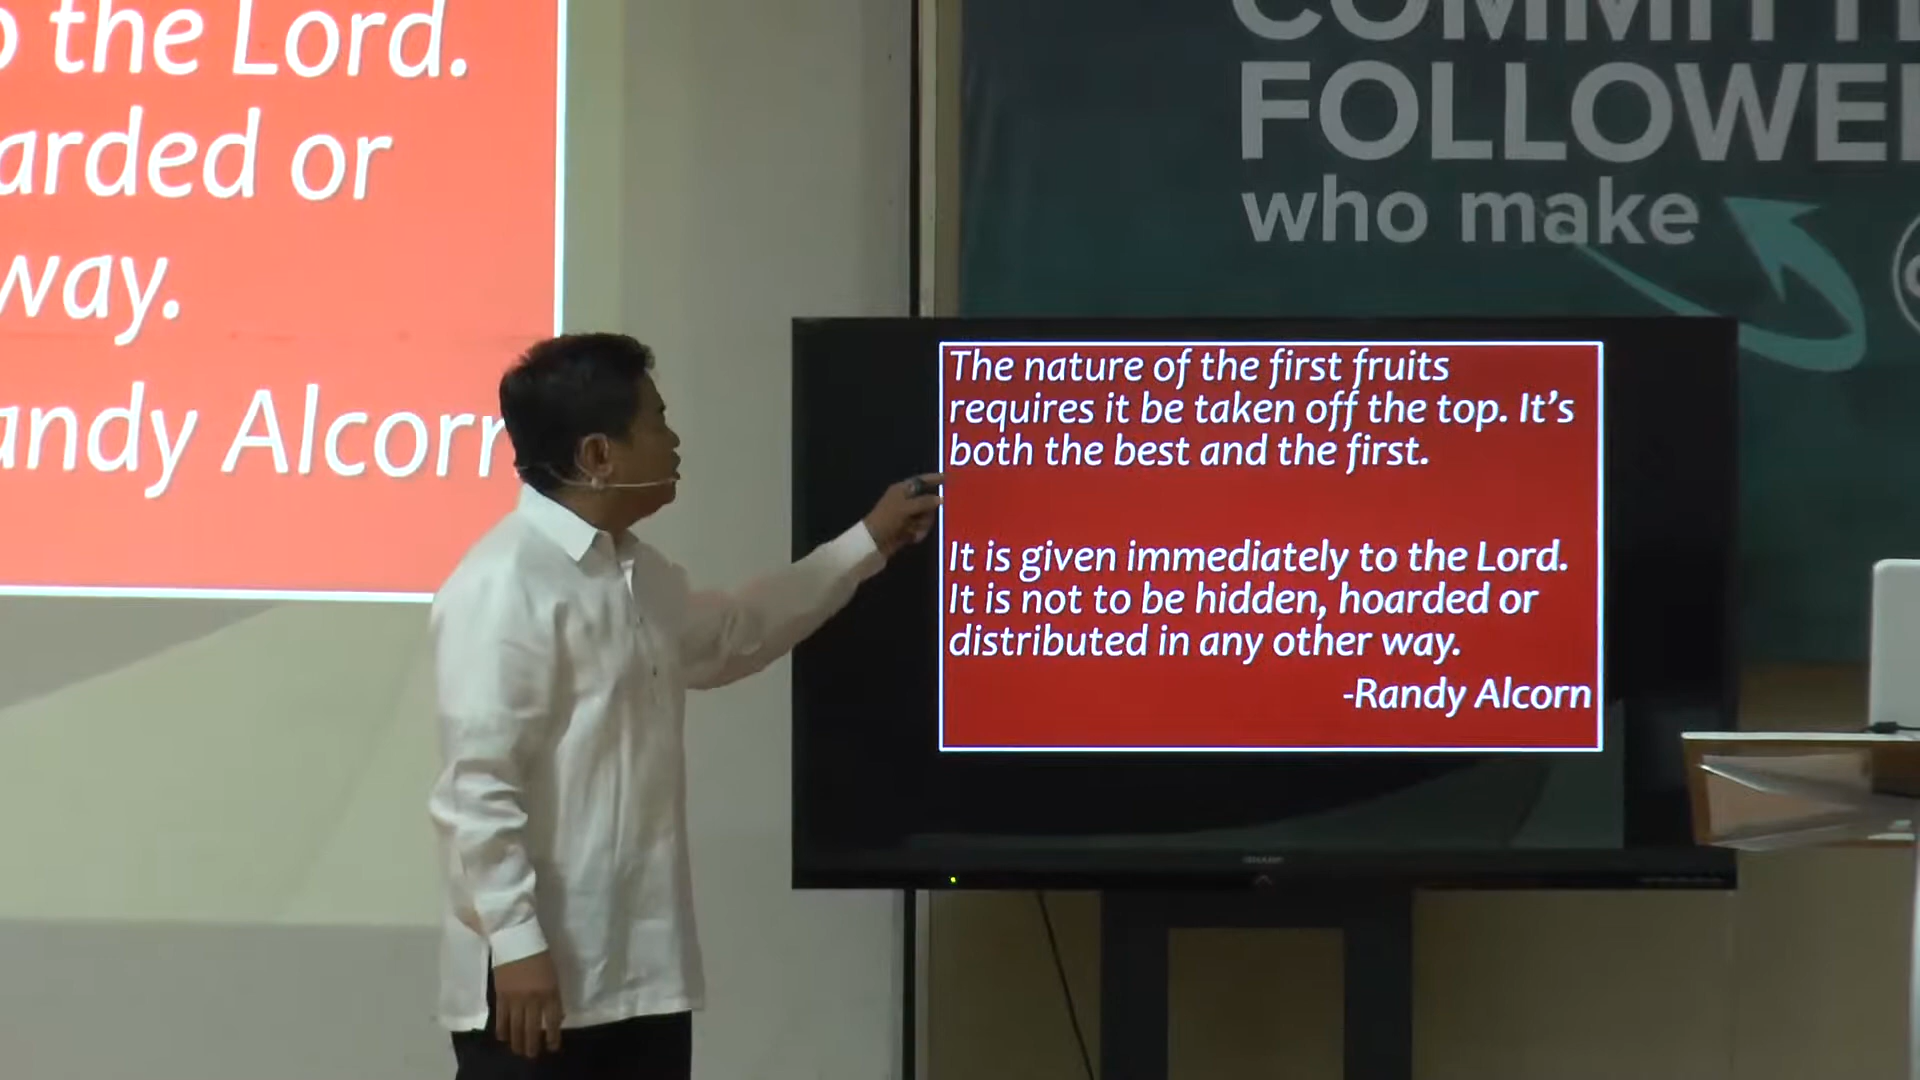 o the Lord.
arded or
way.
andy Alcorn
COMMITTE
FOLLOWE
who make
The nature of the first fruits
requires it be taken off the top. It's
both the best and the first.
It is given immediately to the Lord.
It is not to be hidden, hoarded or
distributed in any other way.
-Randy Alcorn
SHARP